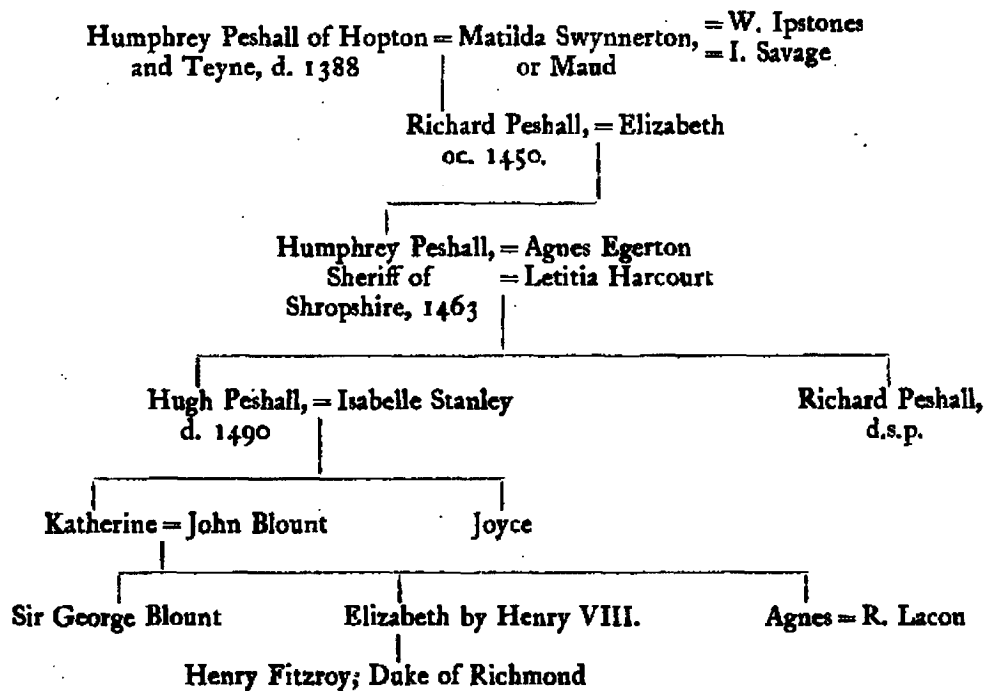 Humphrey Peshall of Hopton = Matilda Swynnerton, = W. Ipstones
and Teyne, d. 1388 or Maud = I. Savage
Richard Peshall, = Elizabeth
oc. 1450.
Humphrey Peshall, = Agnes Egerton
Sheriff of = Letitia Harcourt
Shropshire, 1463
Hugh Peshall, = Isabelle Stanley Richard Peshall,
d. 1490 d.s.p.
Katherine = John Blount Joyce
Sir George Blount Elizabeth by Henry VIII. Agnes = R. Lacon
Henry Fitzroy; Duke of Richmond